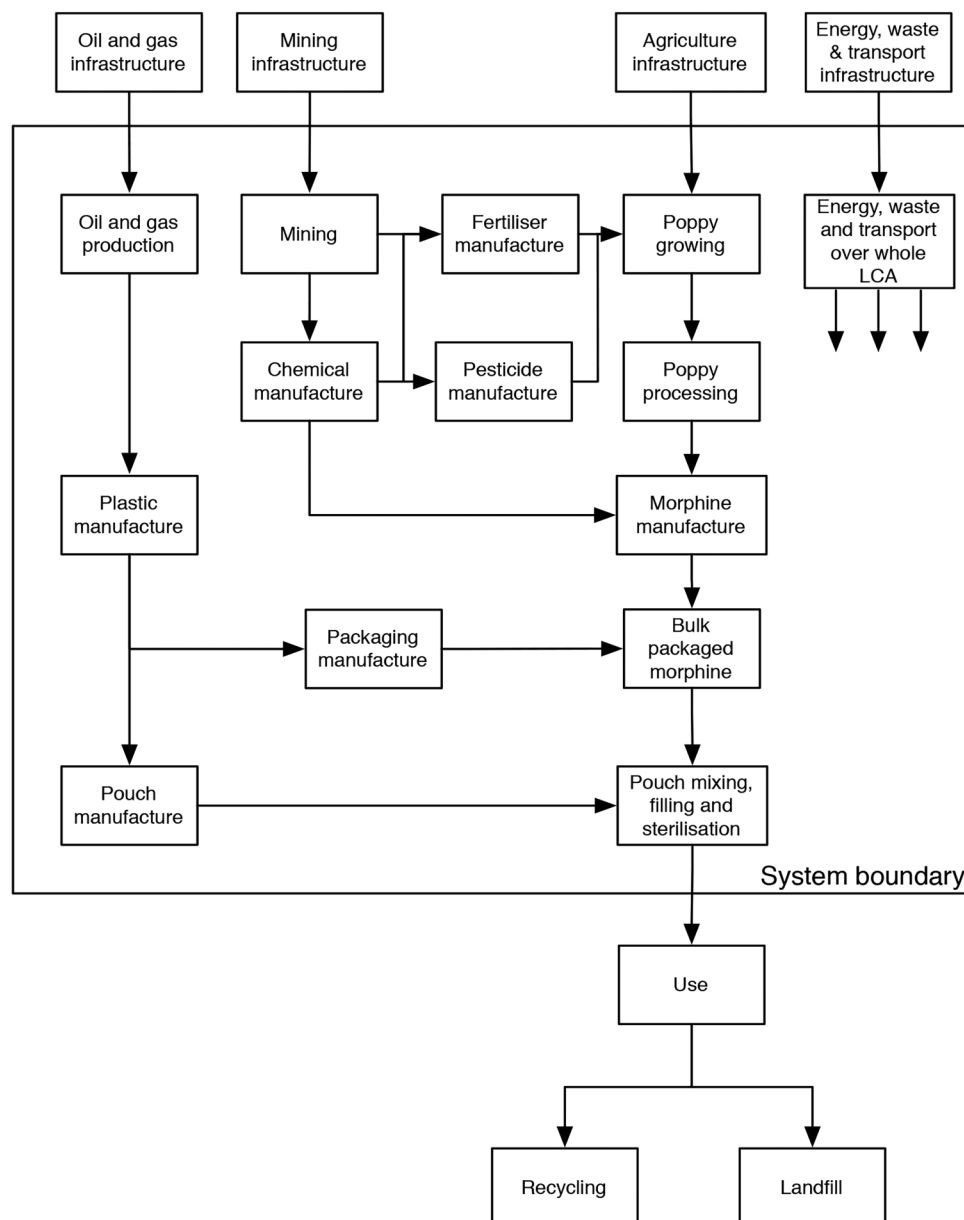 Oil and gas
infrastructure
Mining
infrastructure
Agriculture
infrastructure
Energy, waste
& transport
infrastructure
Oil and gas
production
Mining
Fertiliser
manufacture
Poppy
growing
Energy, waste
and transport
over whole
LCA
Chemical
manufacture
Pesticide
manufacture
Poppy
processing
Plastic
manufacture
Morphine
manufacture
Packaging
manufacture
Bulk
packaged
morphine
Pouch
manufacture
Pouch mixing,
filling and
sterilisation
System boundary
Use
Recycling
Landfill